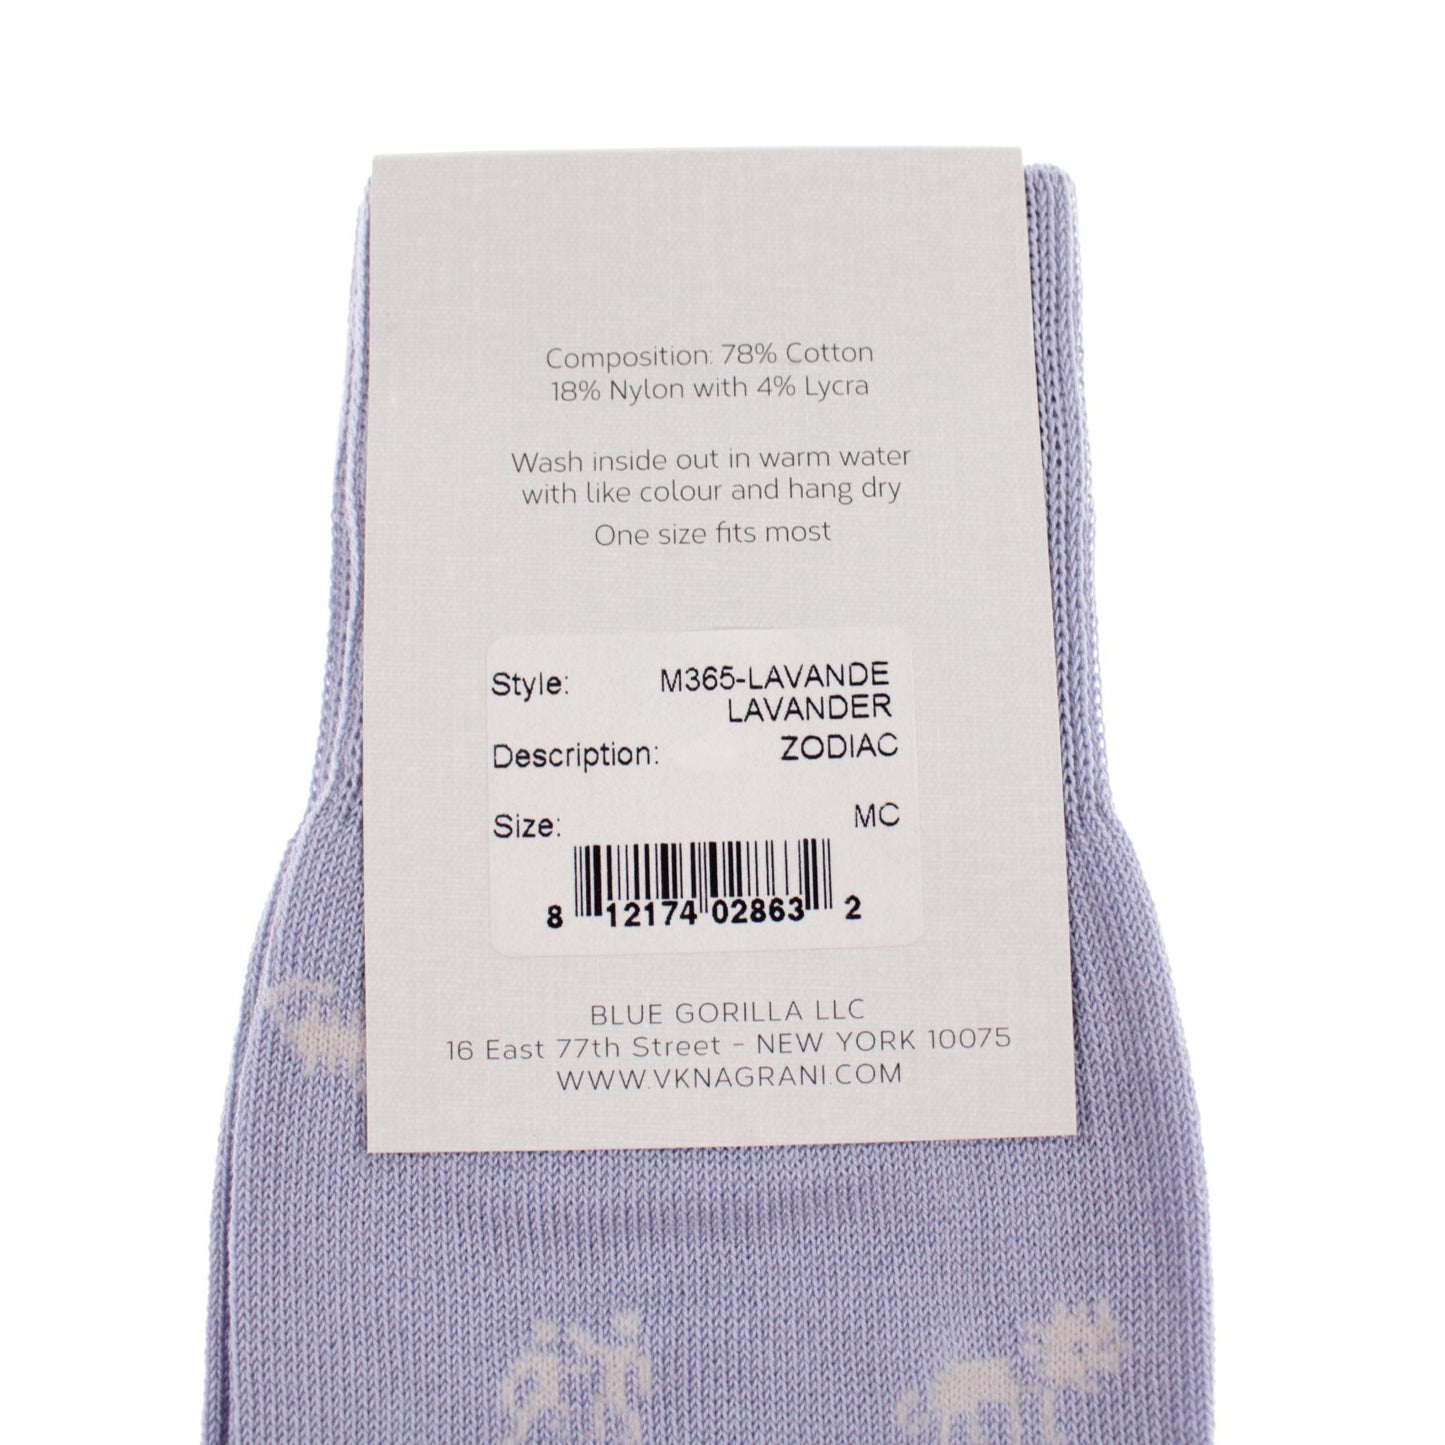 Composition: 78% Cotton
18% Nylon with 4% Lycra
Wash inside out in warm water
with like colour and hang dry
One size fits most
Style: M365-LAVANDE
LAVANDER
Description: ZODIAC
Size: MC
8 12174 02863 2
BLUE GORILLA LLC
16 East 77th Street - NEW YORK 10075
WWW.VKNAGRANI.COM